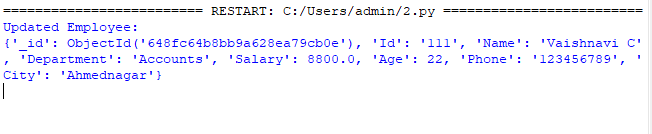 ========================== RESTART: C:/Users/admin/2.py ==========================
Updated Employee:
{'_id': ObjectId('648fc64b8bb9a628ea79cb0e'), 'Id': '111', 'Name': 'Vaishnavi C'
, 'Department': 'Accounts', 'Salary': 8800.0, 'Age': 22, 'Phone': '123456789', '
City': 'Ahmednagar'}